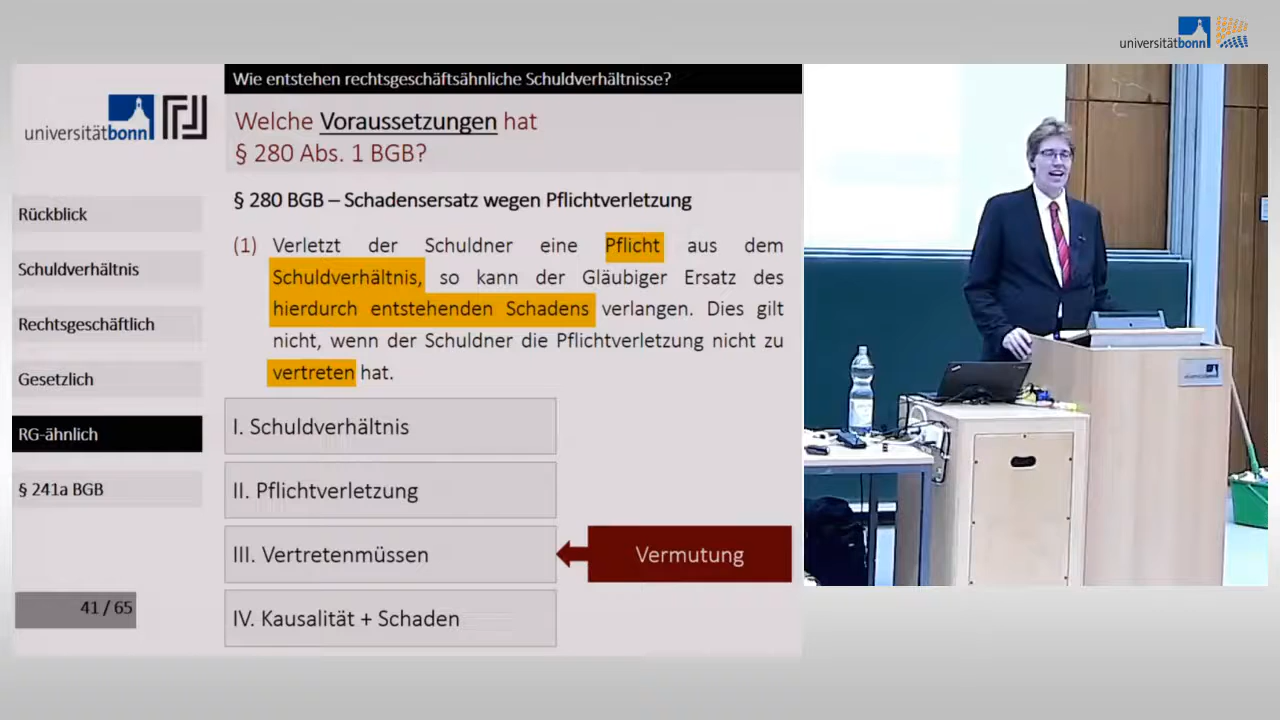 universitätbonn
Wie entstehen rechtsgeschäftsähnliche Schuldverhältnisse?
universitätbonn
Welche Voraussetzungen hat
§ 280 Abs. 1 BGB?
§ 280 BGB – Schadensersatz wegen Pflichtverletzung
(1) Verletzt der Schuldner eine Pflicht aus dem
Schuldverhältnis, so kann der Gläubiger Ersatz des
hierdurch entstehenden Schadens verlangen. Dies gilt
nicht, wenn der Schuldner die Pflichtverletzung nicht zu
vertreten hat.
Rückblick
Schuldverhältnis
Rechtsgeschäftlich
Gesetzlich
RG-ähnlich
§ 241a BGB
41 / 65
I. Schuldverhältnis
II. Pflichtverletzung
III. Vertretenmüssen
Vermutung
IV. Kausalität + Schaden